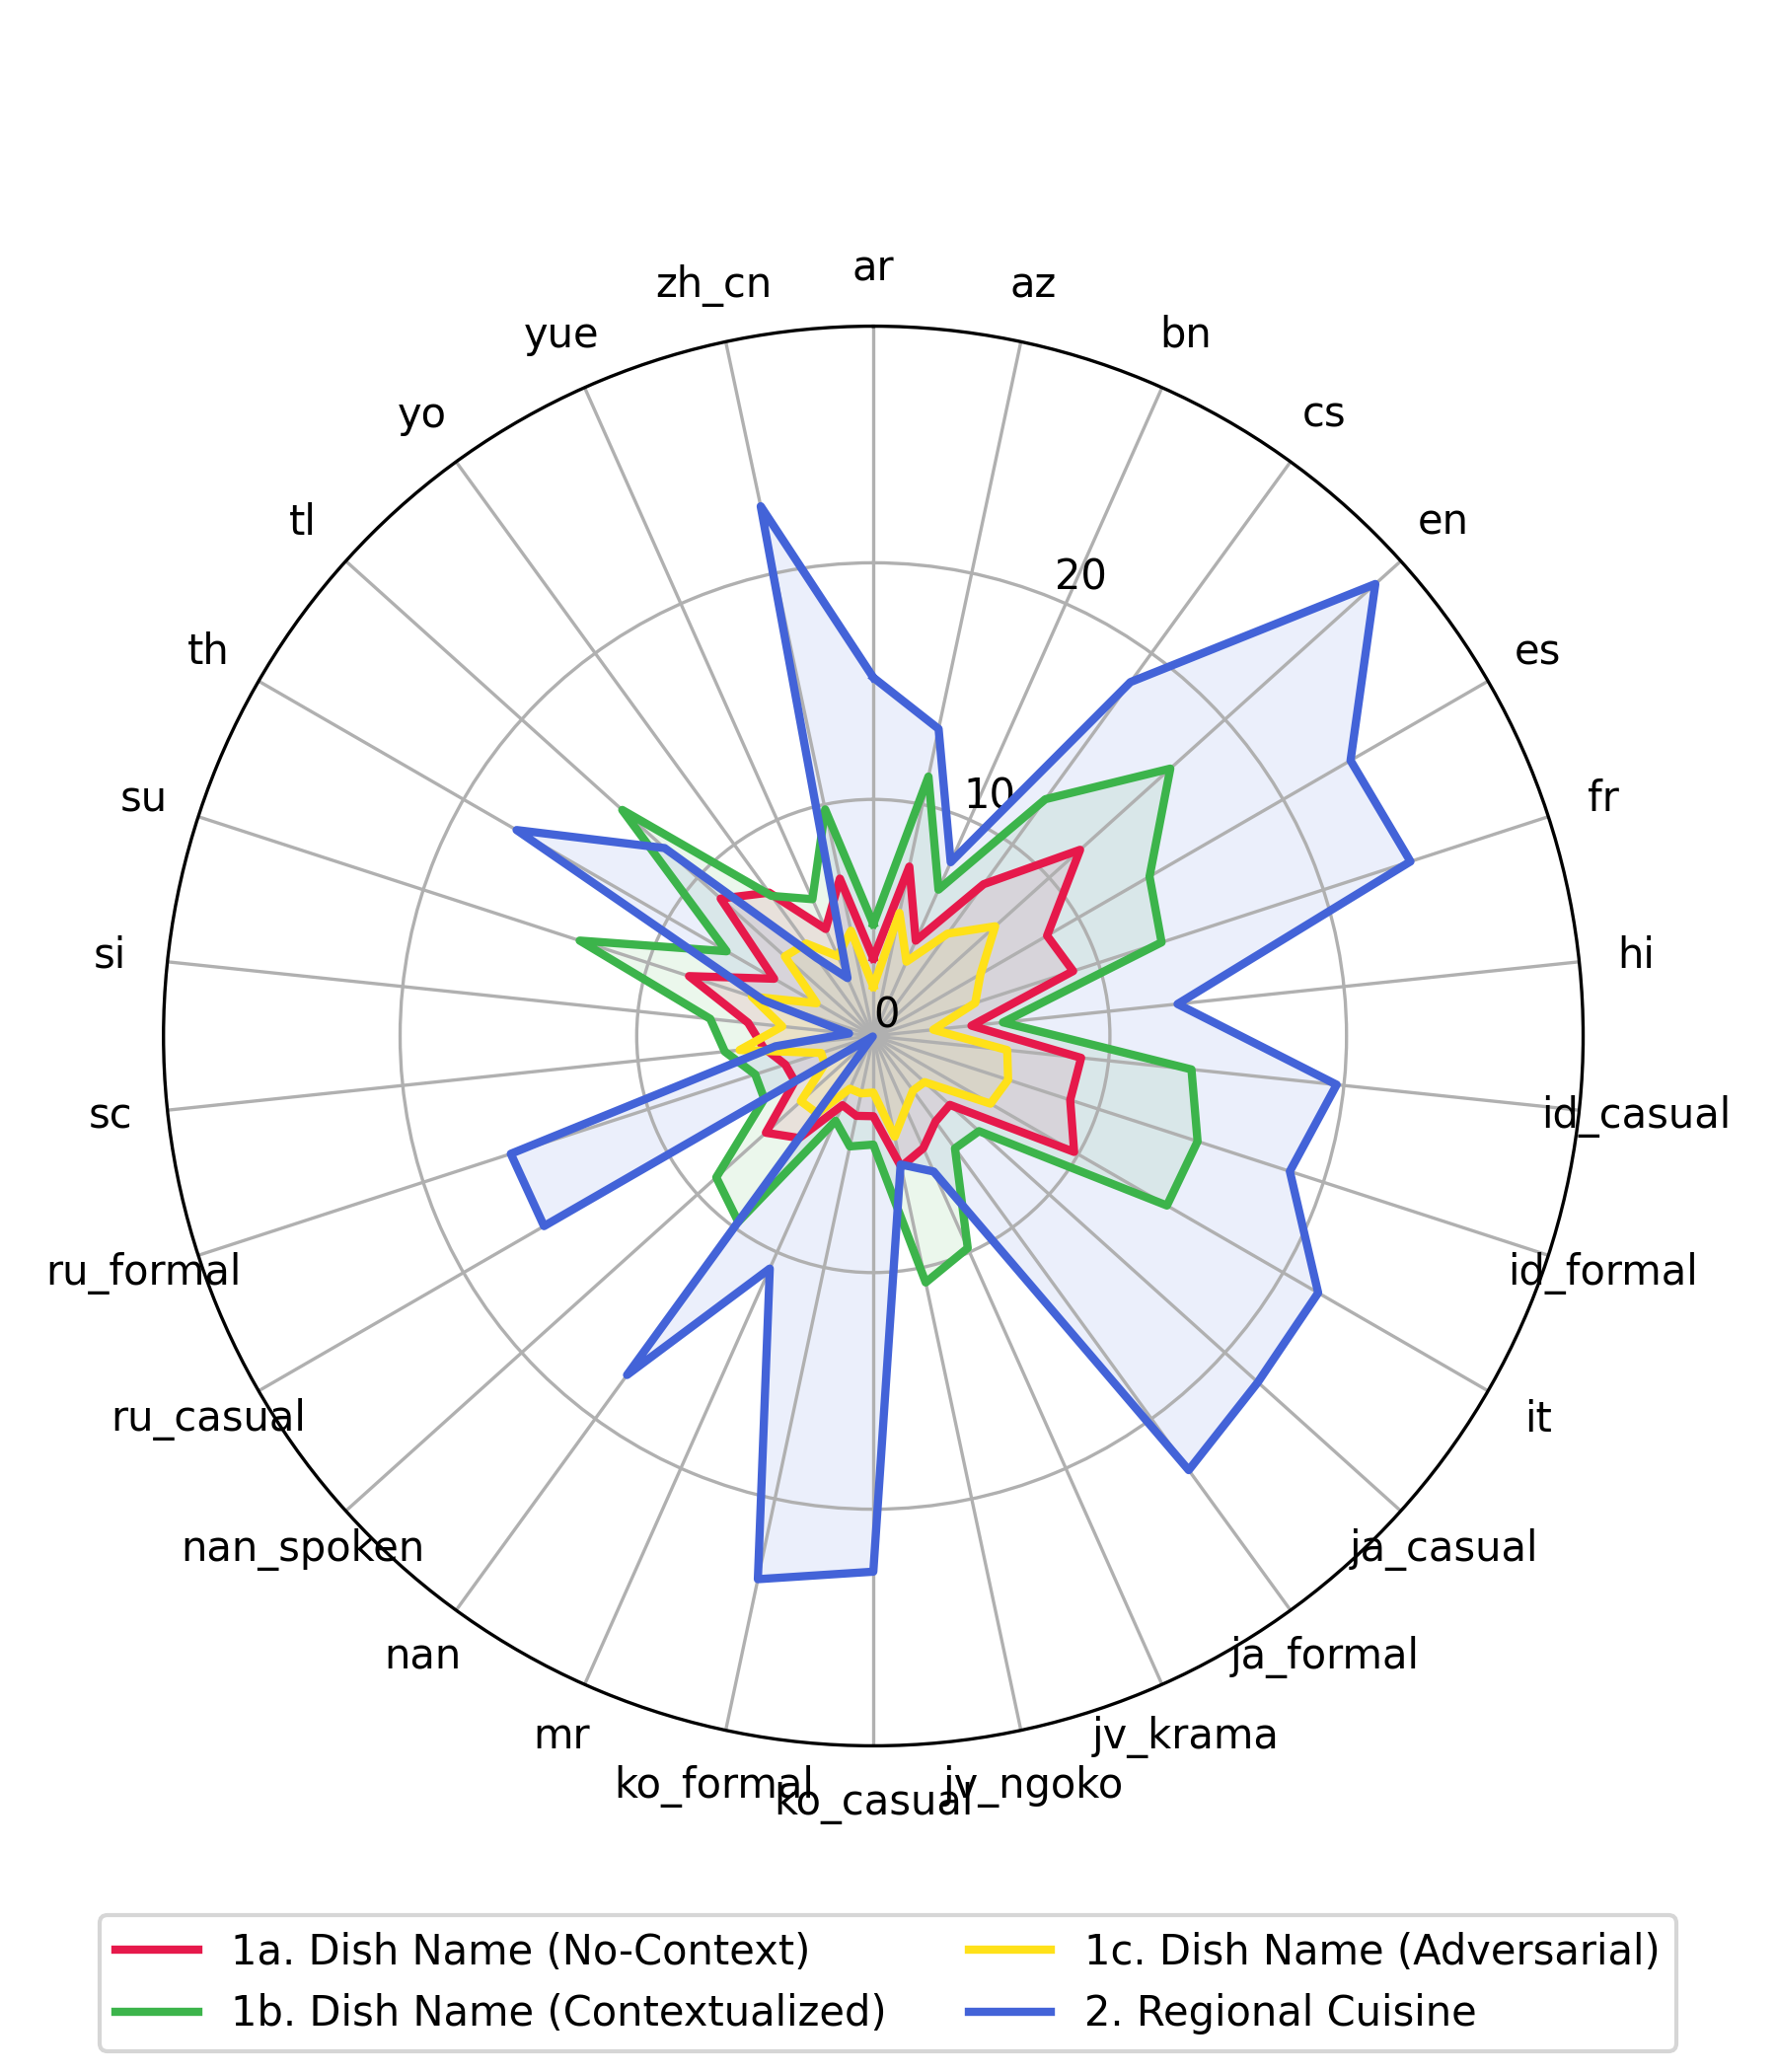 ar
az
bn
cs
en
es
fr
hi
id_casual
id_formal
it
ja_casual
ja_formal
jv_krama
jv_ngoko
ko_casual
ko_formal
mr
nan
nan_spoken
ru_casual
ru_formal
sc
si
su
th
tl
yo
yue
zh_cn
0
10
20
1a. Dish Name (No-Context)
1b. Dish Name (Contextualized)
1c. Dish Name (Adversarial)
2. Regional Cuisine